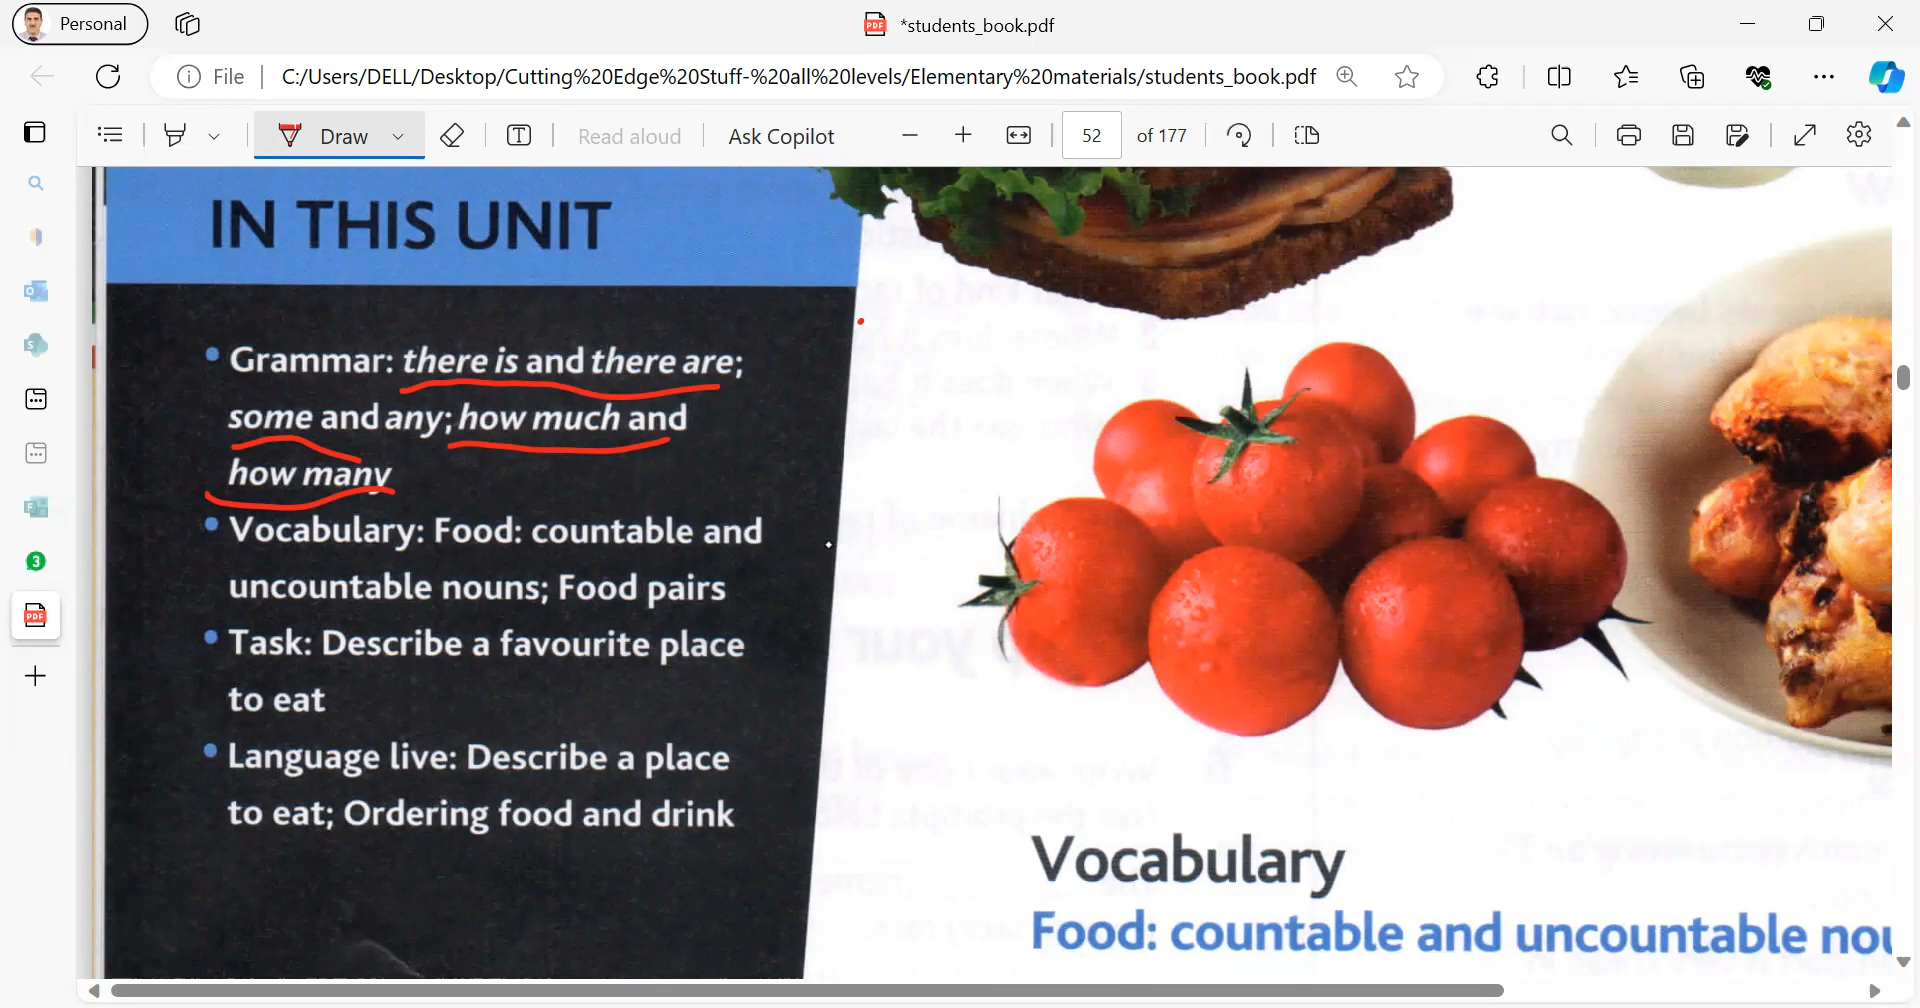 Personal
*students_book.pdf
File
C:/Users/DELL/Desktop/Cutting%20Edge%20Stuff-%20all%20levels/Elementary%20materials/students_book.pdf
Draw
Read aloud
Ask Copilot
52
of 177
IN THIS UNIT
Grammar: there is and there are;
some and any; how much and
how many
Vocabulary: Food: countable and
uncountable nouns; Food pairs
Task: Describe a favourite place
to eat
Language live: Describe a place
to eat; Ordering food and drink
Vocabulary
Food: countable and uncountable nou